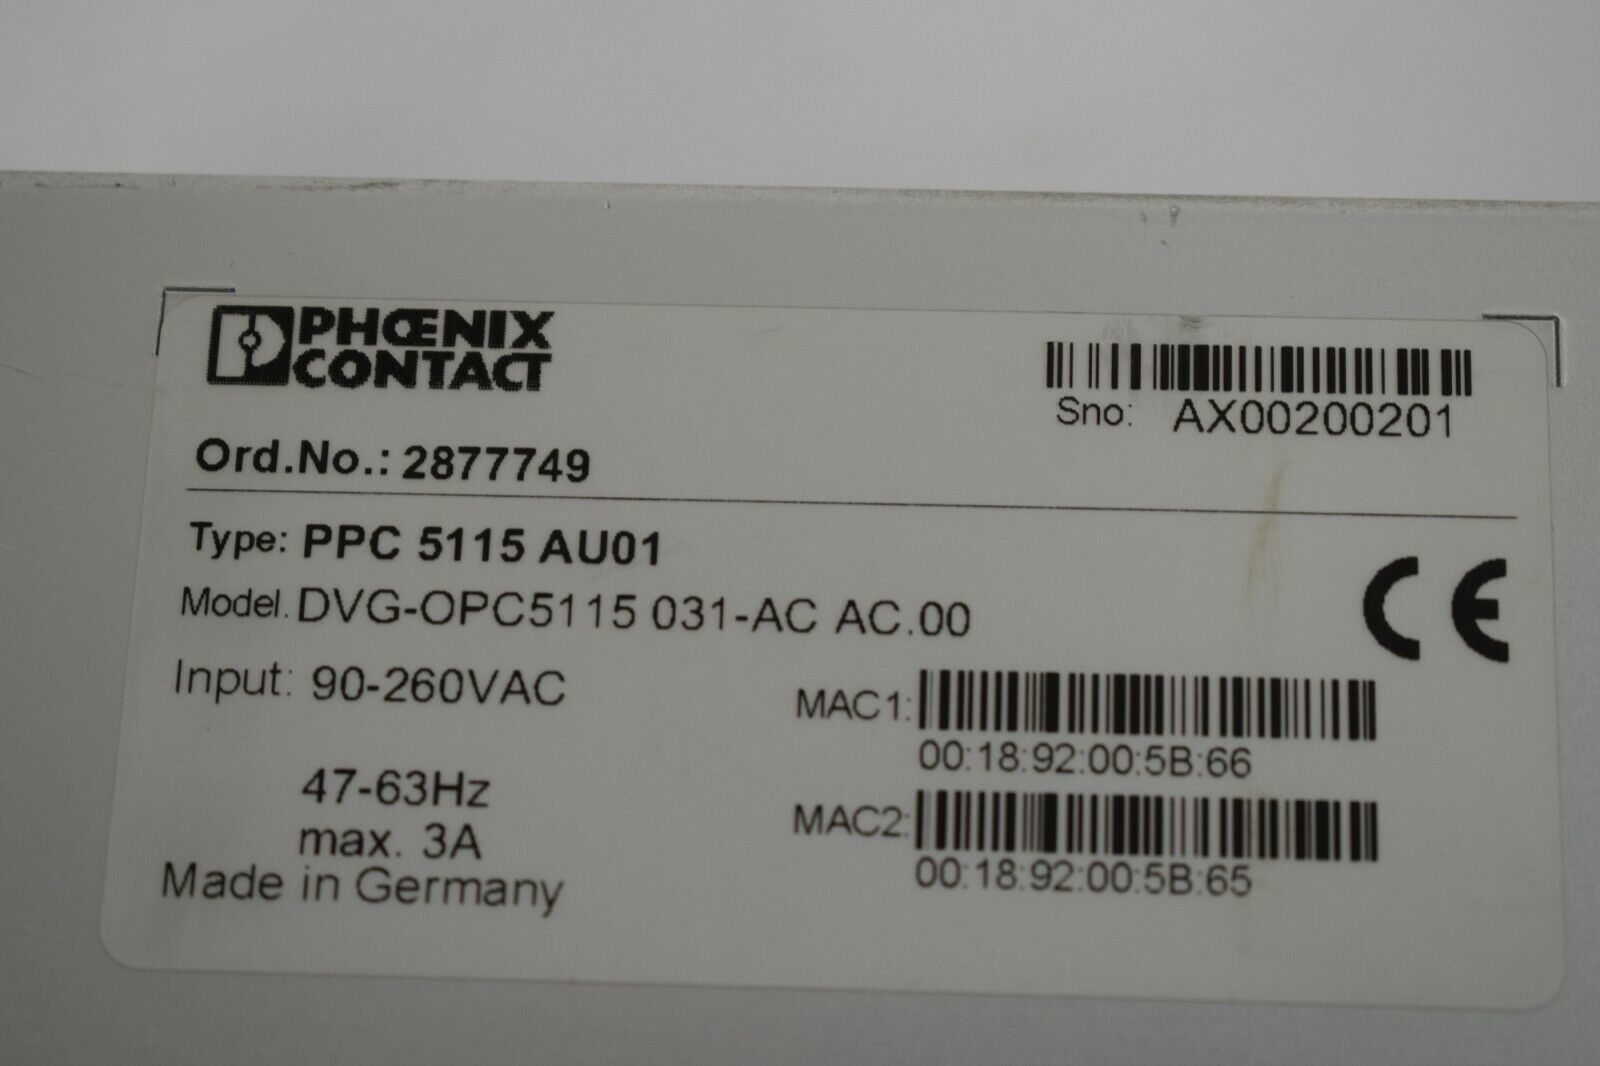 PHŒNIX
CONTACT
Sno: AX00200201
Ord.No.: 2877749
Type: PPC 5115 AU01
Model. DVG-OPC5115 031-AC AC.00
CE
Input: 90-260VAC
47-63Hz
max. 3A
Made in Germany
MAC1:
00:18:92:00:5B:66
MAC2:
00:18:92:00:5B:65